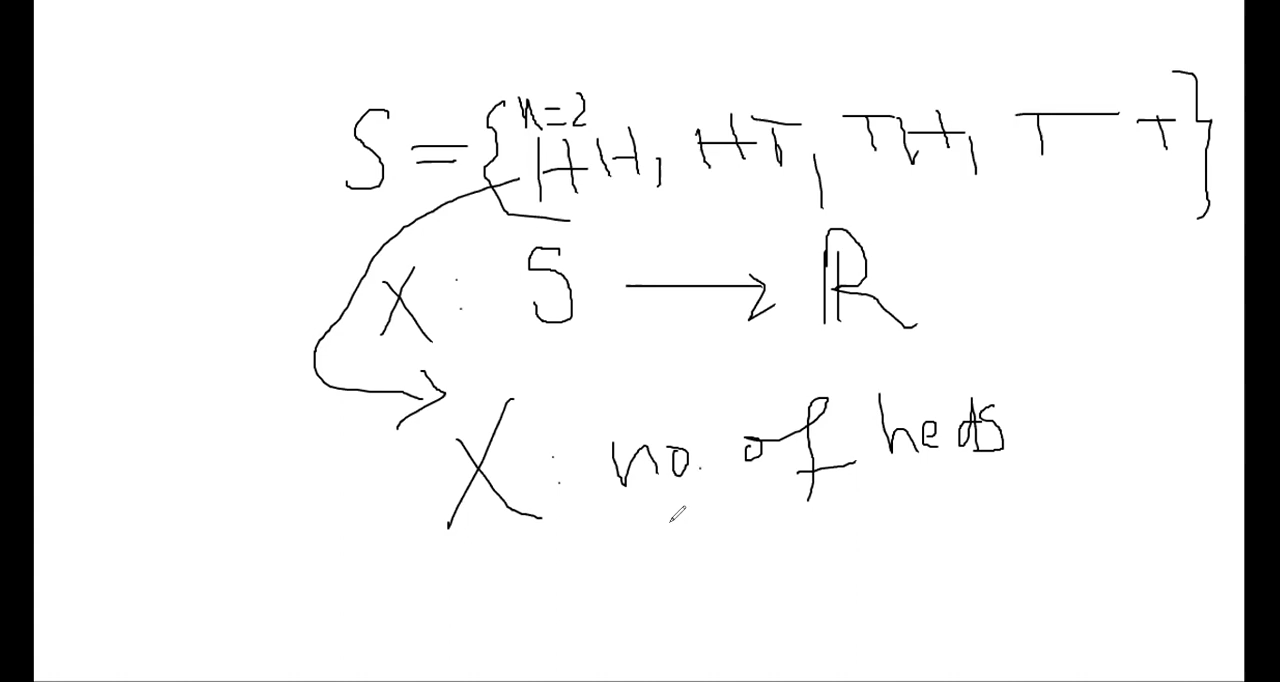 n=2
S = {HH, HT, TH, TT}
X : S → ℝ
X : no. of heds